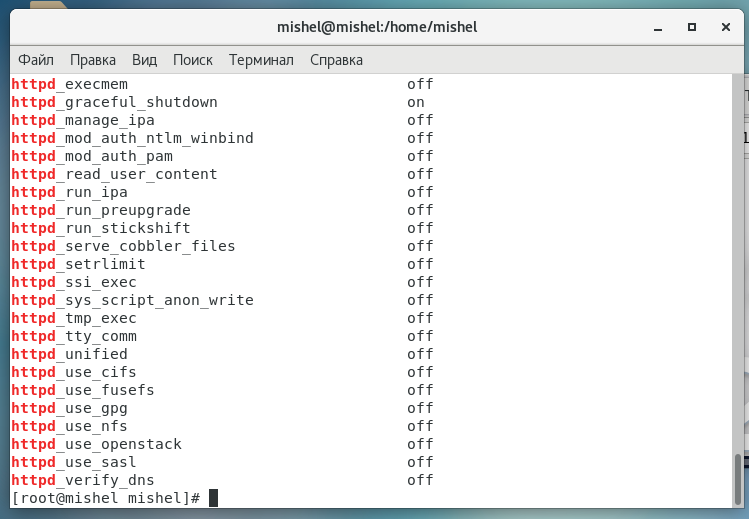 mishel@mishel:/home/mishel
Файл Правка Вид Поиск Терминал Справка
httpd_execmem off
httpd_graceful_shutdown on
httpd_manage_ipa off
httpd_mod_auth_ntlm_winbind off
httpd_mod_auth_pam off
httpd_read_user_content off
httpd_run_ipa off
httpd_run_preupgrade off
httpd_run_stickshift off
httpd_serve_cobbler_files off
httpd_setrlimit off
httpd_ssi_exec off
httpd_sys_script_anon_write off
httpd_tmp_exec off
httpd_tty_comm off
httpd_unified off
httpd_use_cifs off
httpd_use_fusefs off
httpd_use_gpg off
httpd_use_nfs off
httpd_use_openstack off
httpd_use_sasl off
httpd_verify_dns off
[root@mishel mishel]#